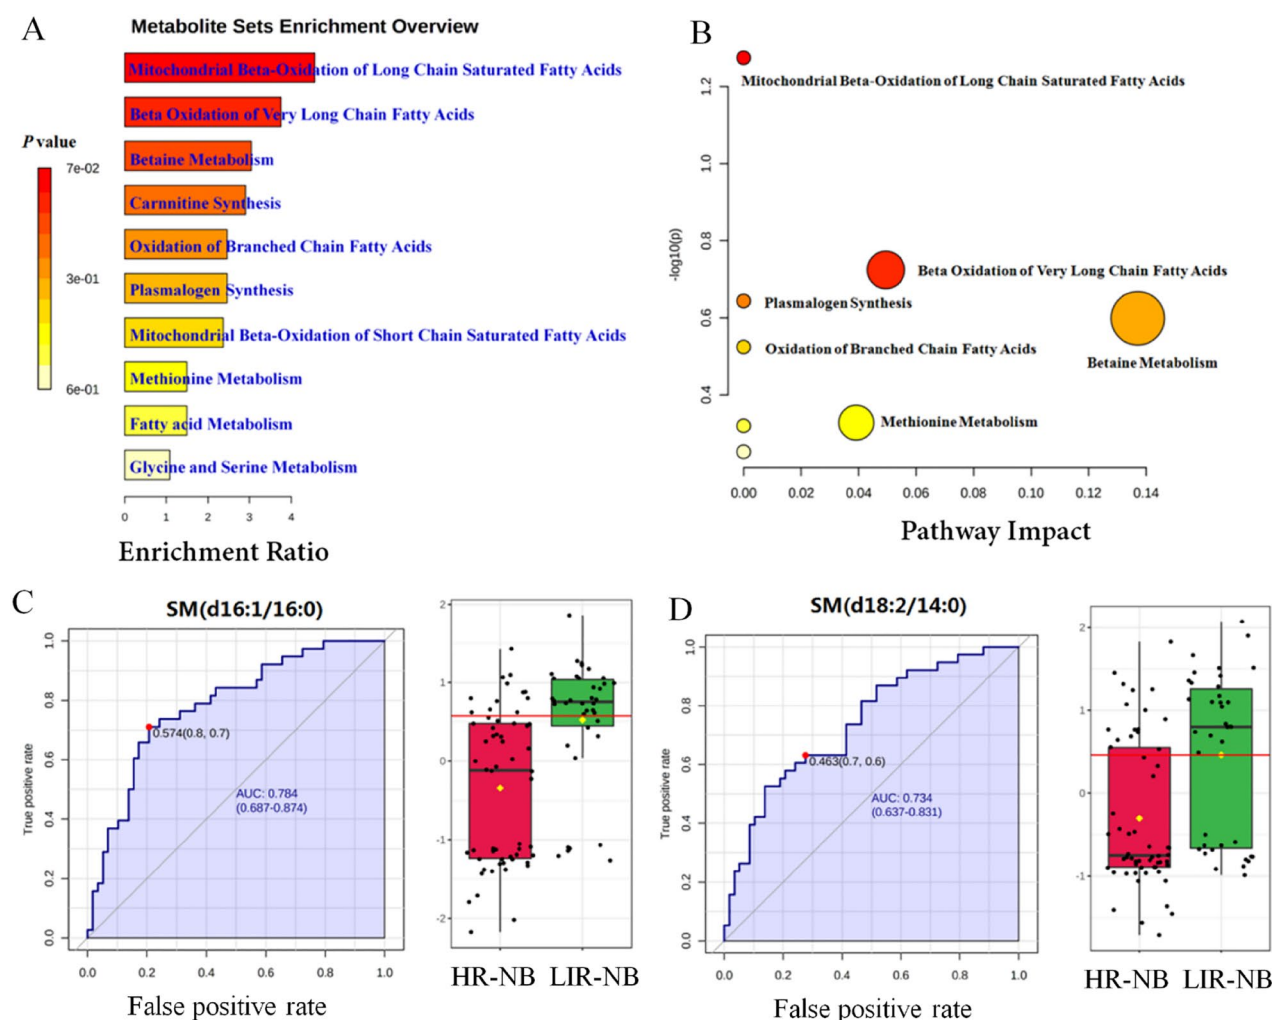 A
Metabolite Sets Enrichment Overview
Mitochondrial Beta-Oxidation of Long Chain Saturated Fatty Acids
Beta Oxidation of Very Long Chain Fatty Acids
Betaine Metabolism
Carnnitine Synthesis
Oxidation of Branched Chain Fatty Acids
Plasmalogen Synthesis
Mitochondrial Beta-Oxidation of Short Chain Saturated Fatty Acids
Methionine Metabolism
Fatty acid Metabolism
Glycine and Serine Metabolism
P value
7e-02
3e-01
6e-01
0 1 2 3 4
Enrichment Ratio
B
Mitochondrial Beta-Oxidation of Long Chain Saturated Fatty Acids
Beta Oxidation of Very Long Chain Fatty Acids
Plasmalogen Synthesis
Oxidation of Branched Chain Fatty Acids
Betaine Metabolism
Methionine Metabolism
-log10(p)
1.2
1.0
0.8
0.6
0.4
0.00 0.02 0.04 0.06 0.08 0.10 0.12 0.14
Pathway Impact
C
SM(d16:1/16:0)
True positive rate
1.0
0.8
0.6
0.4
0.2
0.0
0.574(0.8, 0.7)
AUC: 0.784
(0.687-0.874)
0.0 0.2 0.4 0.6 0.8 1.0
False positive rate
2
1
0
-1
-2
HR-NB LIR-NB
D
SM(d18:2/14:0)
True positive rate
1.0
0.8
0.6
0.4
0.2
0.0
0.463(0.7, 0.6)
AUC: 0.734
(0.637-0.831)
0.0 0.2 0.4 0.6 0.8 1.0
False positive rate
2
1
0
-1
HR-NB LIR-NB